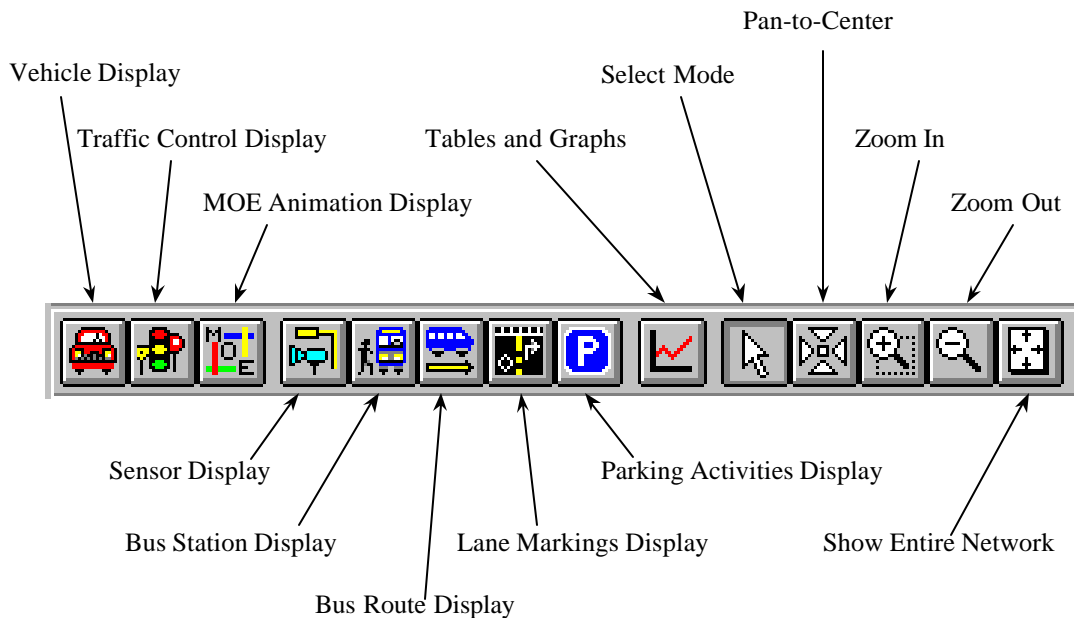 Pan-to-Center
Vehicle Display
Select Mode
Traffic Control Display
Tables and Graphs
Zoom In
MOE Animation Display
Zoom Out
M
O
E
P
Sensor Display
Parking Activities Display
Bus Station Display
Lane Markings Display
Show Entire Network
Bus Route Display